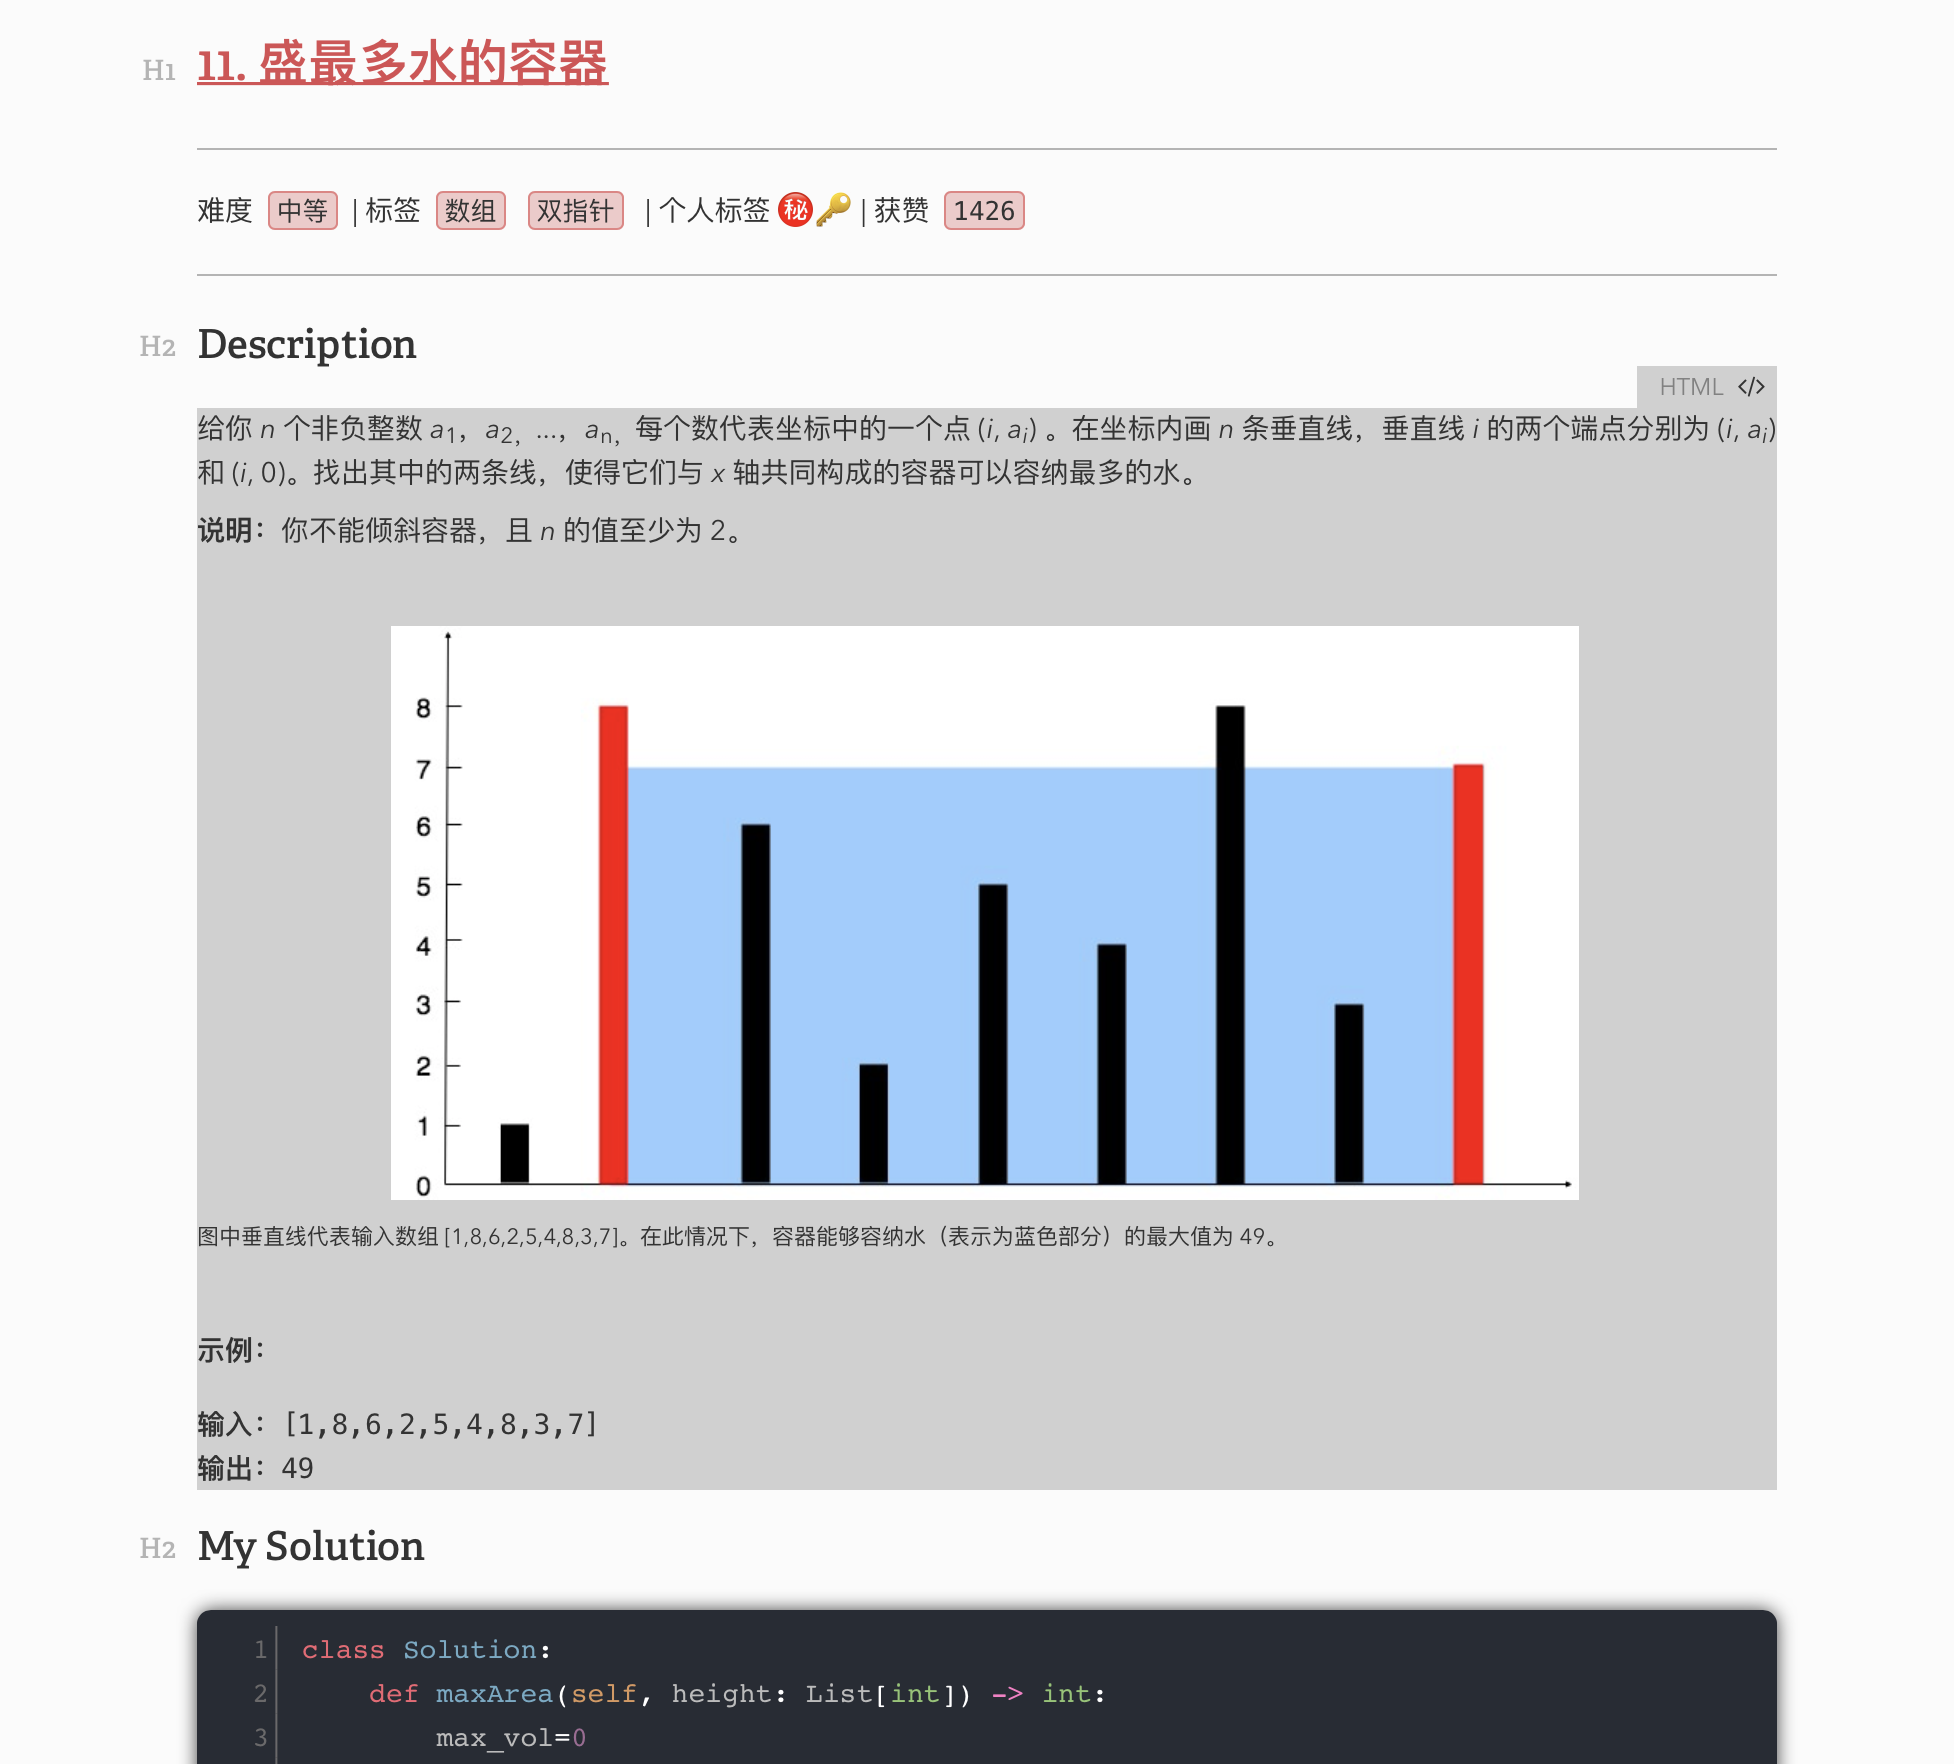 H1 11. 盛最多水的容器
难度 中等 | 标签 数组 双指针 | 个人标签 ㊙️🔑 | 获赞 1426
H2 Description
HTML </>
给你 n 个非负整数 a1，a2，...，an，每个数代表坐标中的一个点 (i, ai) 。在坐标内画 n 条垂直线，垂直线 i 的两个端点分别为 (i, ai)
和 (i, 0)。找出其中的两条线，使得它们与 x 轴共同构成的容器可以容纳最多的水。
说明：你不能倾斜容器，且 n 的值至少为 2。
8
7
6
5
4
3
2
1
0
图中垂直线代表输入数组 [1,8,6,2,5,4,8,3,7]。在此情况下，容器能够容纳水（表示为蓝色部分）的最大值为 49。
示例：
输入：[1,8,6,2,5,4,8,3,7]
输出：49
H2 My Solution
1 class Solution:
2     def maxArea(self, height: List[int]) -> int:
3         max_vol=0